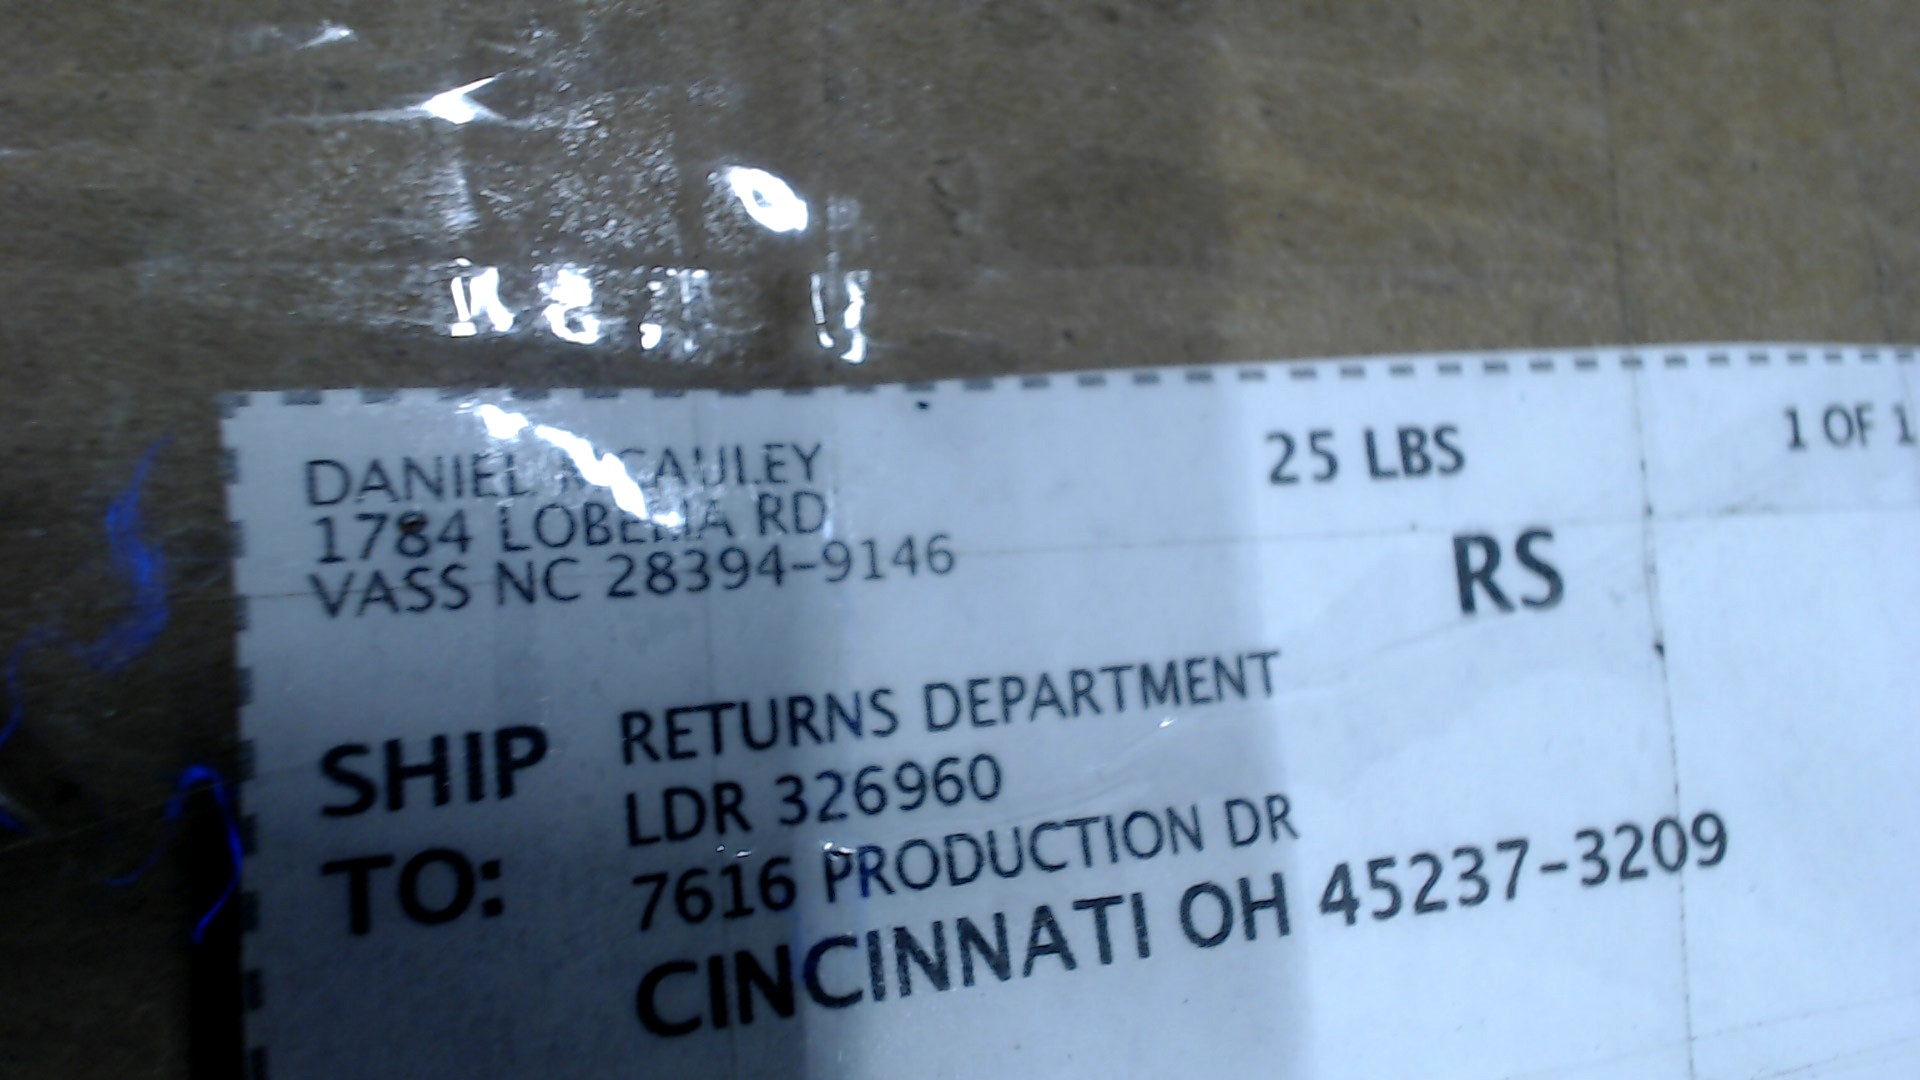 DANIEL
25 LBS
1 OF 1
1784 RD
VASS NC 28394-9146
RS
SHIP TO:
RETURNS DEPARTMENT
LDR 326960
7616 PRODUCTION DR
CINCINNATI OH 45237-3209